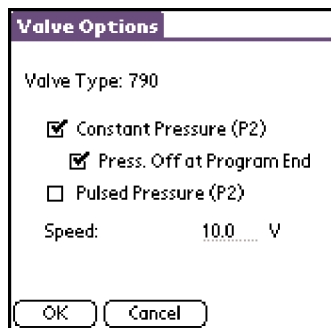 Valve Options
Valve Type: 790
Constant Pressure (P2)
Press. Off at Program End
Pulsed Pressure (P2)
Speed: 10.0 V
OK Cancel